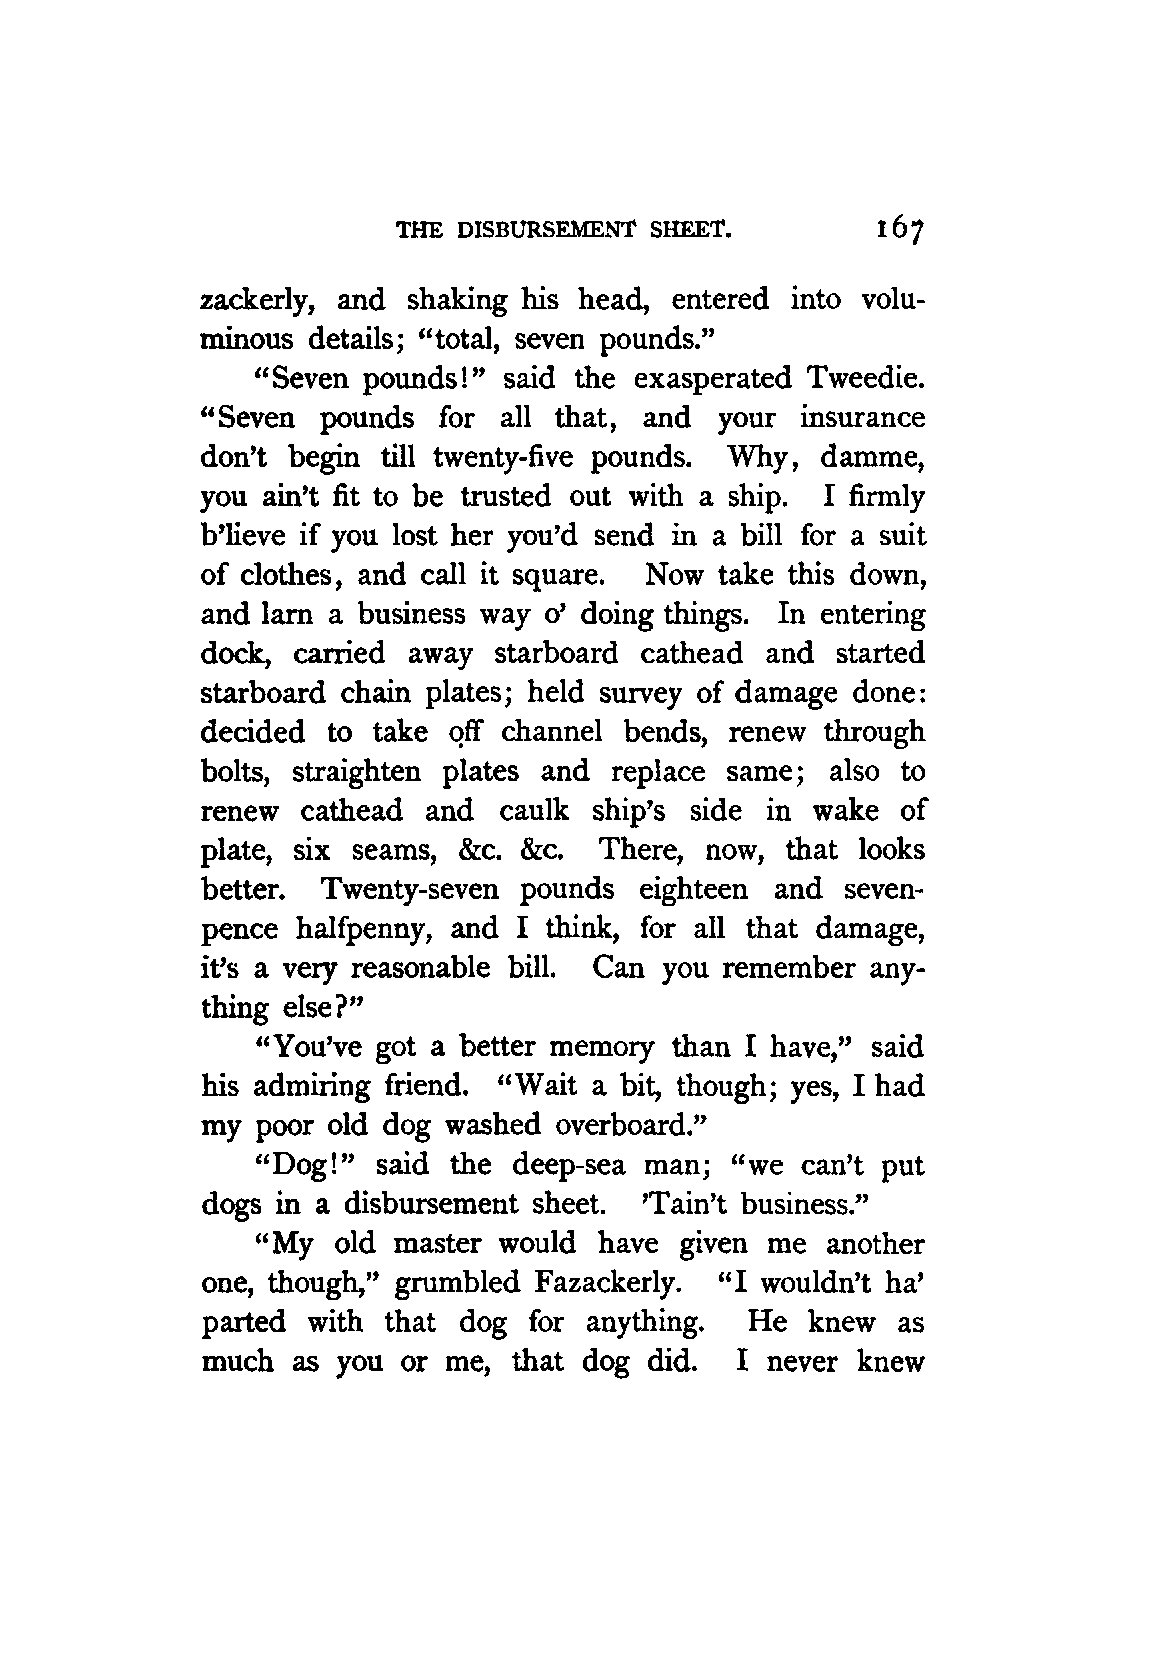 THE DISBURSEMENT SHEET. 167
zackerly, and shaking his head, entered into volu-
minous details; “total, seven pounds.”
“Seven pounds!” said the exasperated Tweedie.
“Seven pounds for all that, and your insurance
don’t begin till twenty-five pounds. Why, damme,
you ain’t fit to be trusted out with a ship. I firmly
b’lieve if you lost her you’d send in a bill for a suit
of clothes, and call it square. Now take this down,
and larn a business way o’ doing things. In entering
dock, carried away starboard cathead and started
starboard chain plates; held survey of damage done:
decided to take off channel bends, renew through
bolts, straighten plates and replace same; also to
renew cathead and caulk ship’s side in wake of
plate, six seams, &c. &c. There, now, that looks
better. Twenty-seven pounds eighteen and seven-
pence halfpenny, and I think, for all that damage,
it’s a very reasonable bill. Can you remember any-
thing else?”
“You’ve got a better memory than I have,” said
his admiring friend. “Wait a bit, though; yes, I had
my poor old dog washed overboard.”
“Dog!” said the deep-sea man; “we can’t put
dogs in a disbursement sheet. ’Tain’t business.”
“My old master would have given me another
one, though,” grumbled Fazackerly. “I wouldn’t ha’
parted with that dog for anything. He knew as
much as you or me, that dog did. I never knew